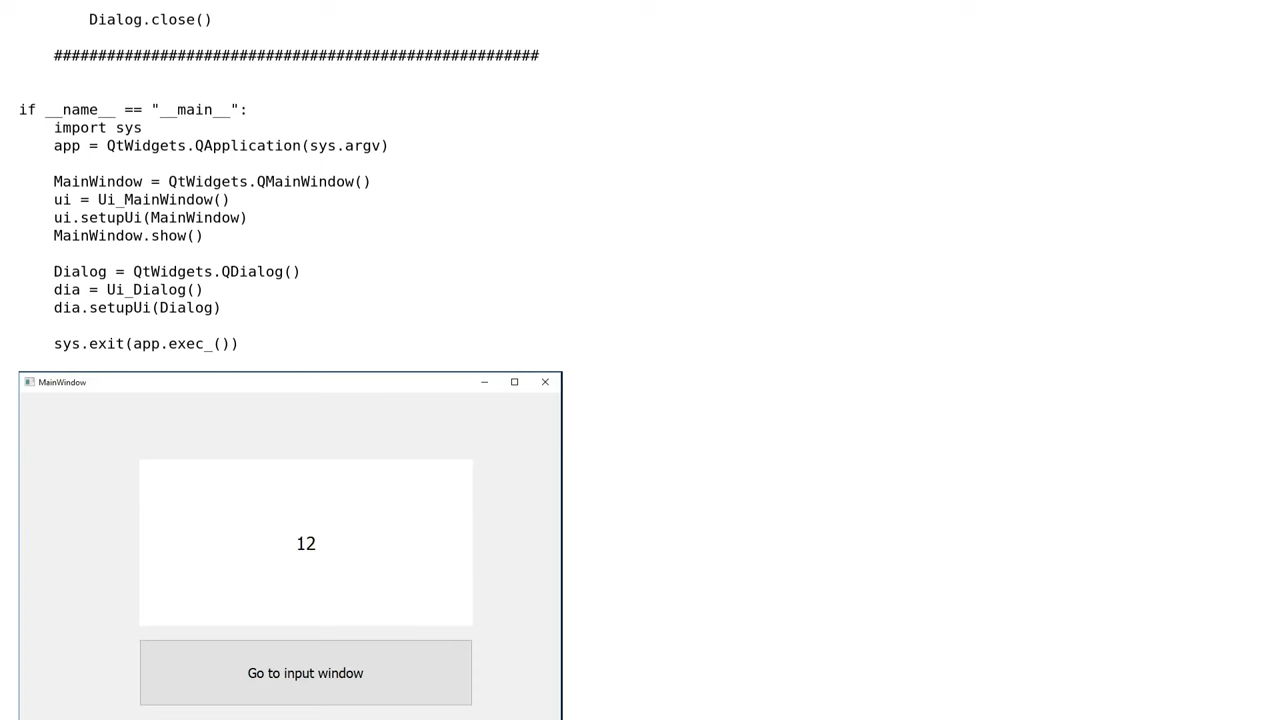 Dialog.close()
#######################################################
if __name__ == "__main__":
import sys
app = QtWidgets.QApplication(sys.argv)
MainWindow = QtWidgets.QMainWindow()
ui = Ui_MainWindow()
ui.setupUi(MainWindow)
MainWindow.show()
Dialog = QtWidgets.QDialog()
dia = Ui_Dialog()
dia.setupUi(Dialog)
sys.exit(app.exec_())
MainWindow
12
Go to input window